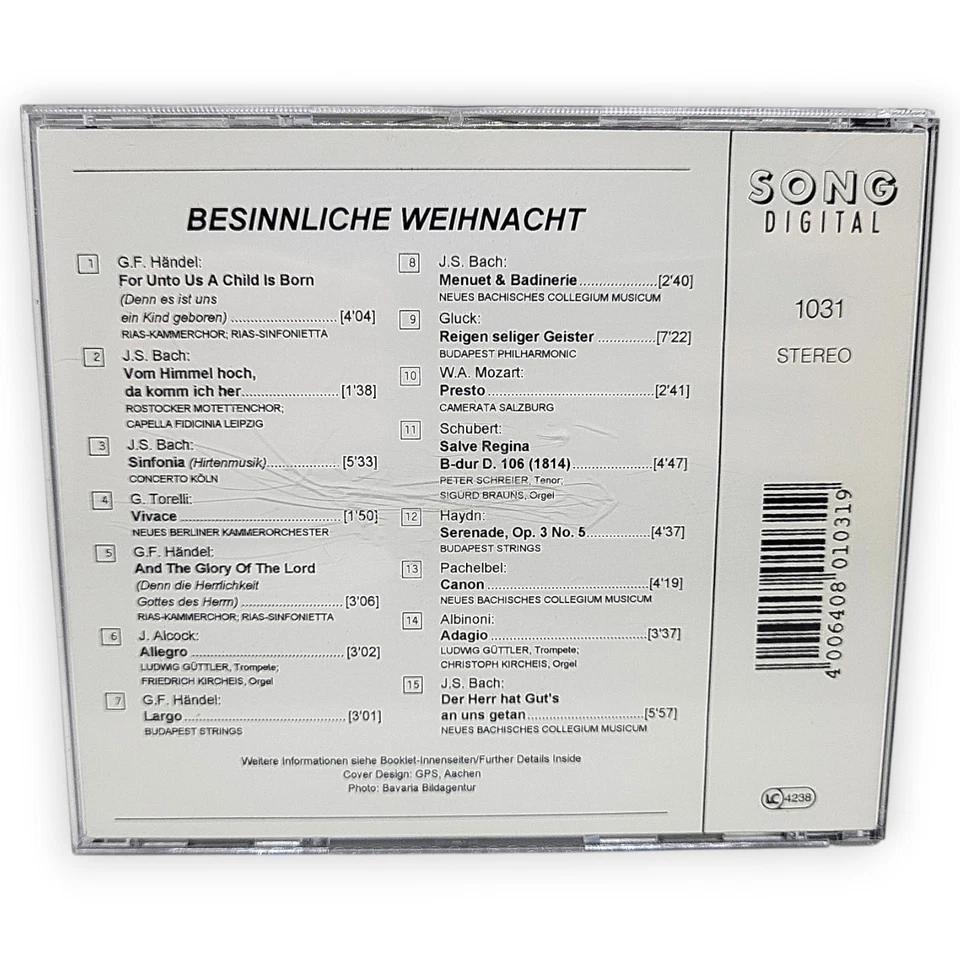 BESINNLICHE WEIHNACHT
1 G.F. Händel:
For Unto Us A Child Is Born
(Denn es ist uns
ein Kind geboren) ................ [4'04]
RIAS-KAMMERCHOR; RIAS-SINFONIETTA
2 J.S. Bach:
Vom Himmel hoch,
da komm ich her................ [1'38]
ROSTOCKER MOTETTENCHOR;
CAPELLA FIDICINIA LEIPZIG
3 J.S. Bach:
Sinfonia (Hirtenmusik)................ [5'33]
CONCERTO KÖLN
4 G. Torelli:
Vivace ................ [1'50]
NEUES BERLINER KAMMERORCHESTER
5 G.F. Händel:
And The Glory Of The Lord
(Denn die Herrlichkeit
Gottes des Herrn) ................ [3'06]
RIAS-KAMMERCHOR; RIAS-SINFONIETTA
6 J. Alcock:
Allegro ................ [3'02]
LUDWIG GÜTTLER, Trompete;
FRIEDRICH KIRCHEIS, Orgel
7 G.F. Händel:
Largo ................ [3'01]
BUDAPEST STRINGS
8 J.S. Bach:
Menuet & Badinerie ................ [2'40]
NEUES BACHISCHES COLLEGIUM MUSICUM
9 Gluck:
Reigen seliger Geister ................ [7'22]
BUDAPEST PHILHARMONIC
10 W.A. Mozart:
Presto ................ [2'41]
CAMERATA SALZBURG
11 Schubert:
Salve Regina
B-dur D. 106 (1814)................ [4'47]
PETER SCHREIER, Tenor;
SIGURD BRAUNS, Orgel
12 Haydn:
Serenade, Op. 3 No. 5................ [4'37]
BUDAPEST STRINGS
13 Pachelbel:
Canon ................ [4'19]
NEUES BACHISCHES COLLEGIUM MUSICUM
14 Albinoni:
Adagio ................ [3'37]
LUDWIG GÜTTLER, Trompete;
CHRISTOPH KIRCHEIS, Orgel
15 J.S. Bach:
Der Herr hat Gut's
an uns getan................ [5'57]
NEUES BACHISCHES COLLEGIUM MUSICUM
Weitere Informationen siehe Booklet-Innenseiten/Further Details Inside
Cover Design: GPS, Aachen
Photo: Bavaria Bildagentur
SONG
DIGITAL
1031
STEREO
4 006408 010319
LC 4238